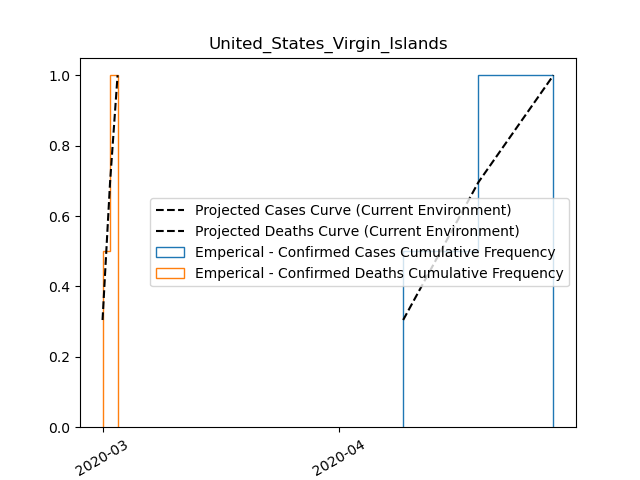 United_States_Virgin_Islands
1.0
0.8
0.6
0.4
0.2
0.0
Projected Cases Curve (Current Environment)
Projected Deaths Curve (Current Environment)
Emperical - Confirmed Cases Cumulative Frequency
Emperical - Confirmed Deaths Cumulative Frequency
2020-03
2020-04